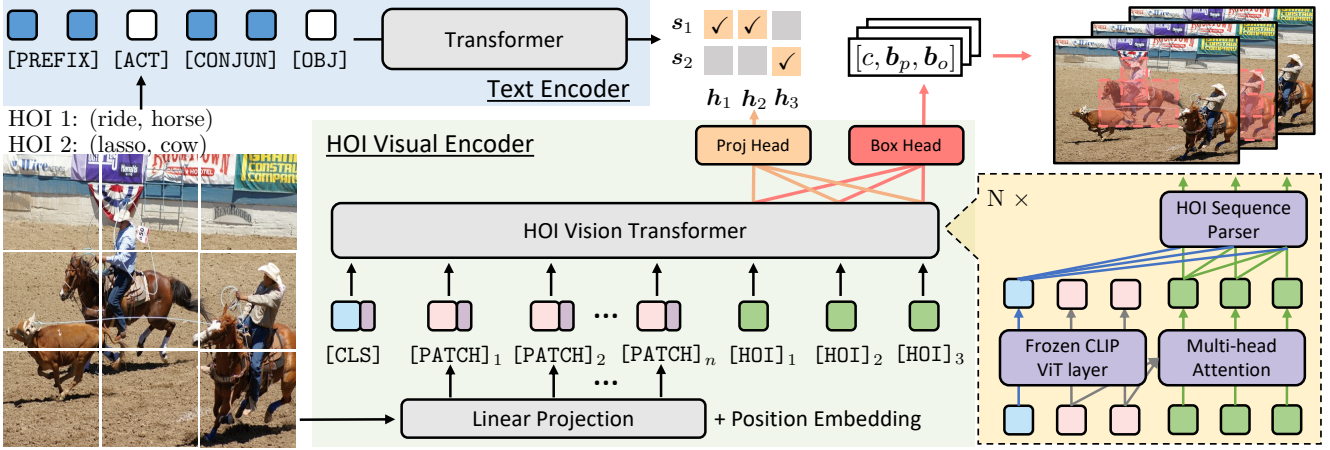 [PREFIX] [ACT] [CONJUN] [OBJ]
Transformer
Text Encoder
HOI 1: (ride, horse)
HOI 2: (lasso, cow)
s1 ✓ ✓
s2 ✓
h1 h2 h3
[c, bp, bo]
HOI Visual Encoder
Proj Head
Box Head
HOI Vision Transformer
[CLS] [PATCH]1 [PATCH]2 ... [PATCH]n [HOI]1 [HOI]2 [HOI]3
...
Linear Projection
+ Position Embedding
N ×
HOI Sequence
Parser
Frozen CLIP
ViT layer
Multi-head
Attention